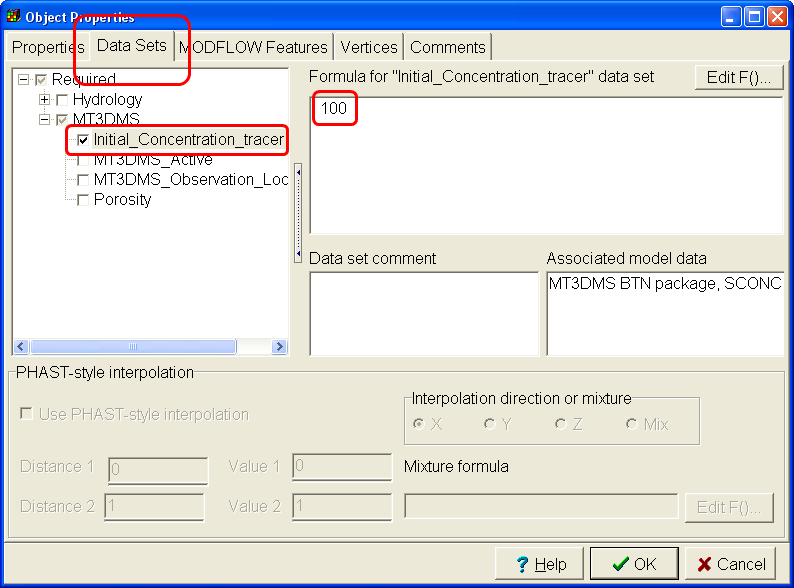 Object Properties
Properties Data Sets MODFLOW Features Vertices Comments
Required
Hydrology
MT3DMS
Initial_Concentration_tracer
MT3DMS_Active
MT3DMS_Observation_Loc
Porosity
Formula for "Initial_Concentration_tracer" data set Edit F()...
100
Data set comment Associated model data
MT3DMS BTN package, SCONC
PHAST-style interpolation
Use PHAST-style interpolation
Interpolation direction or mixture
X Y Z Mix
Distance 1 0 Value 1 0 Mixture formula
Distance 2 1 Value 2 1 Edit F()...
? Help OK Cancel